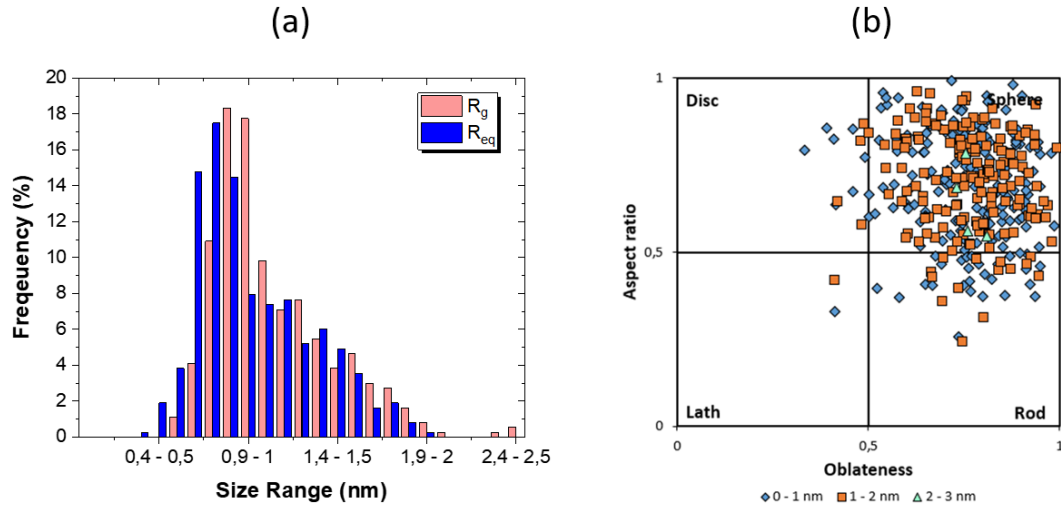 (a)
20
18
16
14
12
10
8
6
4
2
0
Freqeuency (%)
R_g
R_eq
0,4 - 0,5
0,9 - 1
1,4 - 1,5
1,9 - 2
2,4 - 2,5
Size Range (nm)
(b)
1
0,5
0
Aspect ratio
Disc
Sphere
Lath
Rod
0
0,5
1
Oblateness
0 - 1 nm
1 - 2 nm
2 - 3 nm